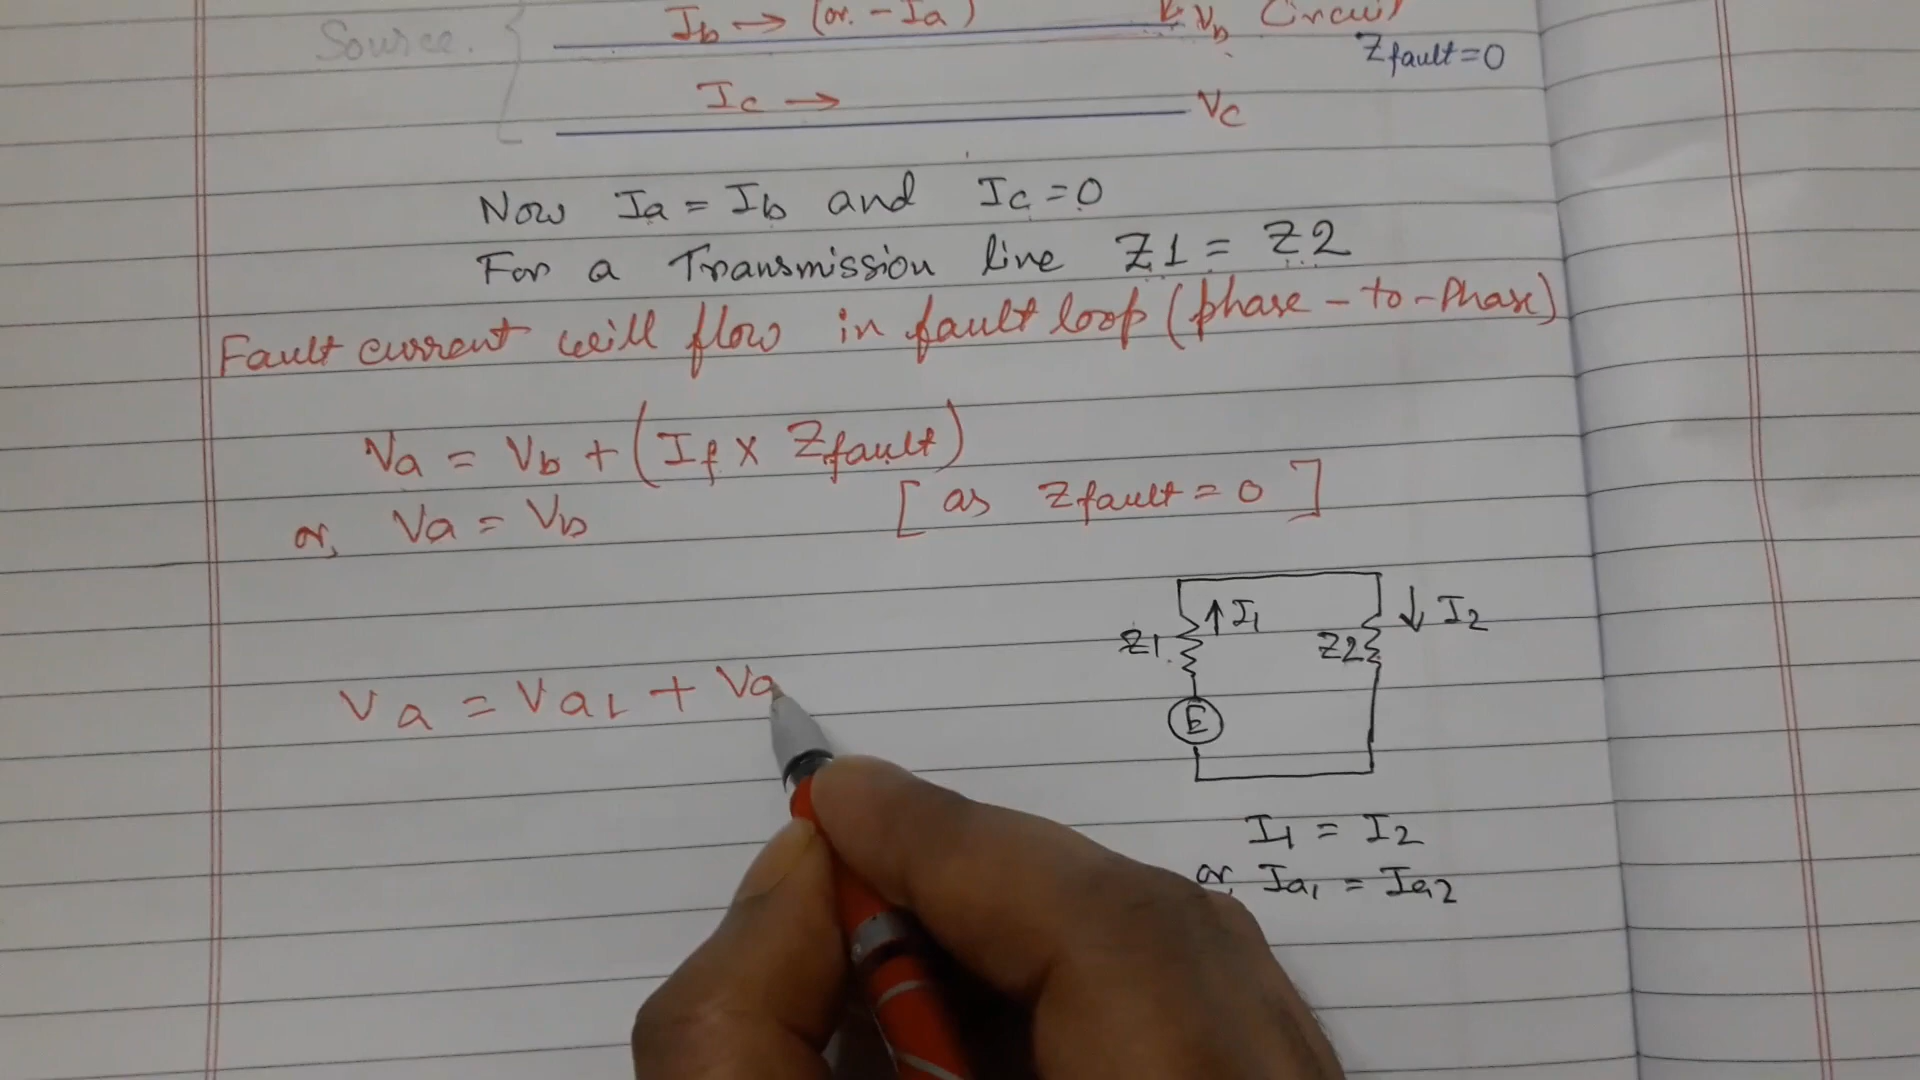 Source.
Ib → (or. - Ia)
Vb Circuit
Zfault=0
Ic →
Vc
Now Ia = Ib and Ic=0
For a Transmission line Z1 = Z2
Fault current will flow in fault loop (phase-to-Phase)
Va = Vb + (If x Zfault)
or, Va = Vb [as Zfault = 0]
Z1 ↑I1 Z2 ↓ I2
E
Va = Va1 + Va
I1 = I2
or, Ia1 = Ia2